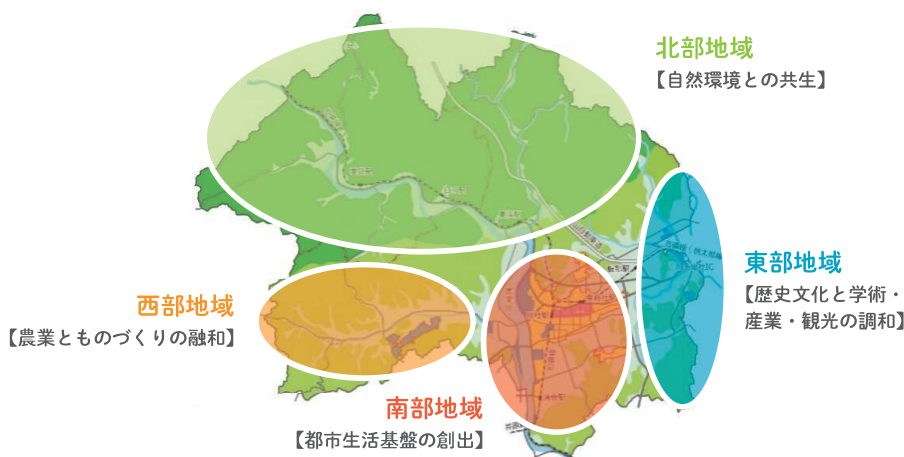 北部地域
【自然環境との共生】
東部地域
【歴史文化と学術・
産業・観光の調和】
西部地域
【農業とものづくりの融和】
南部地域
【都市生活基盤の創出】